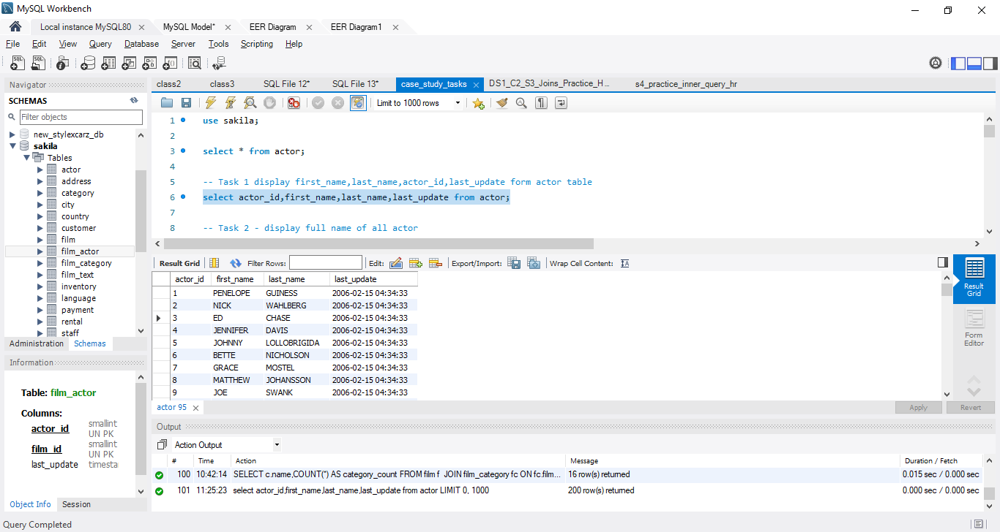 MySQL Workbench
Local instance MySQL80 MySQL Model* EER Diagram EER Diagram1
File Edit View Query Database Server Tools Scripting Help
Navigator
SCHEMAS
Filter objects
new_stylexcarz_db
sakila
Tables
actor
address
category
city
country
customer
film
film_actor
film_category
film_text
inventory
language
payment
rental
staff
Administration Schemas
Information
Table: film_actor
Columns:
actor_id smallint UN PK
film_id smallint UN PK
last_update timesta
Object Info Session
class2 class3 SQL File 12* SQL File 13* case_study_tasks DS1_C2_S3_Joins_Practice_H... s4_practice_inner_query_hr
Limit to 1000 rows
1 use sakila;
2
3 select * from actor;
4
5 -- Task 1 display first_name,last_name,actor_id,last_update form actor table
6 select actor_id,first_name,last_name,last_update from actor;
7
8 -- Task 2 - display full name of all actor
Result Grid Filter Rows: Edit: Export/Import: Wrap Cell Content:
actor_id first_name last_name last_update
1 PENELOPE GUINESS 2006-02-15 04:34:33
2 NICK WAHLBERG 2006-02-15 04:34:33
3 ED CHASE 2006-02-15 04:34:33
4 JENNIFER DAVIS 2006-02-15 04:34:33
5 JOHNNY LOLLOBRIGIDA 2006-02-15 04:34:33
6 BETTE NICHOLSON 2006-02-15 04:34:33
7 GRACE MOSTEL 2006-02-15 04:34:33
8 MATTHEW JOHANSSON 2006-02-15 04:34:33
9 JOE SWANK 2006-02-15 04:34:33
Result
Grid
Form
Editor
actor 95 Apply Revert
Output
Action Output
# Time Action Message Duration / Fetch
100 10:42:14 SELECT c.name,COUNT(*) AS category_count FROM film f JOIN film_category fc ON fc.film... 16 row(s) returned 0.015 sec / 0.000 sec
101 11:25:23 select actor_id,first_name,last_name,last_update from actor LIMIT 0, 1000 200 row(s) returned 0.000 sec / 0.000 sec
Query Completed